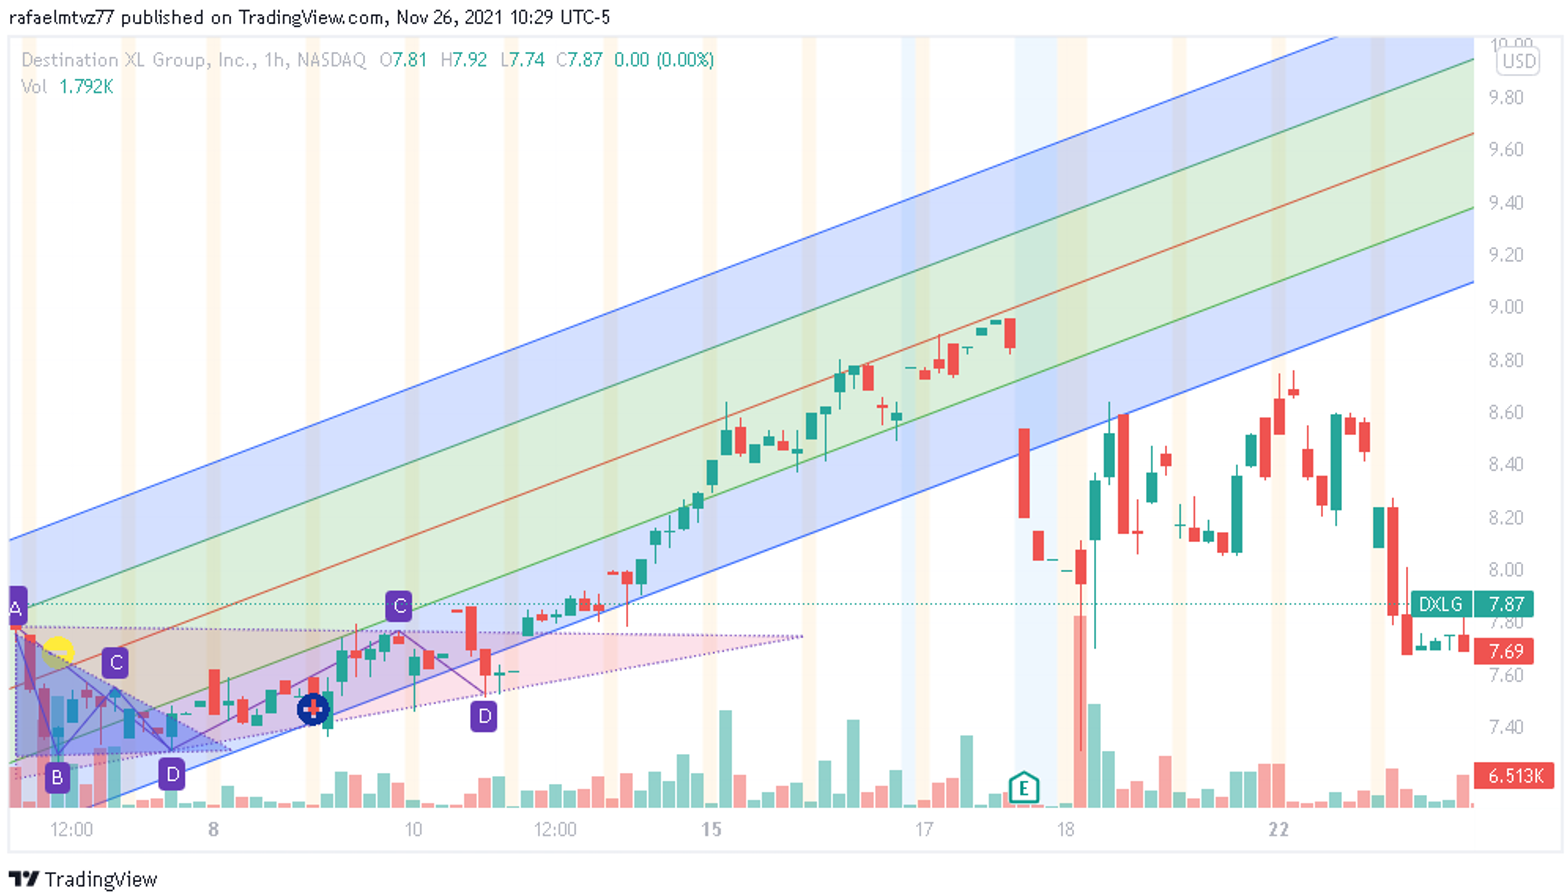 rafaelmtvz77 published on TradingView.com, Nov 26, 2021 10:29 UTC-5
Destination XL Group, Inc., 1h, NASDAQ O7.81 H7.92 L7.74 C7.87 0.00 (0.00%)
Vol 1.792K
10.00
USD
9.80
9.60
9.40
9.20
9.00
8.80
8.60
8.40
8.20
8.00
DXLG 7.87
7.80
7.69
7.60
7.40
6.513K
A
C
B
D
C
D
E
12:00 8 10 12:00 15 17 18 22
TradingView